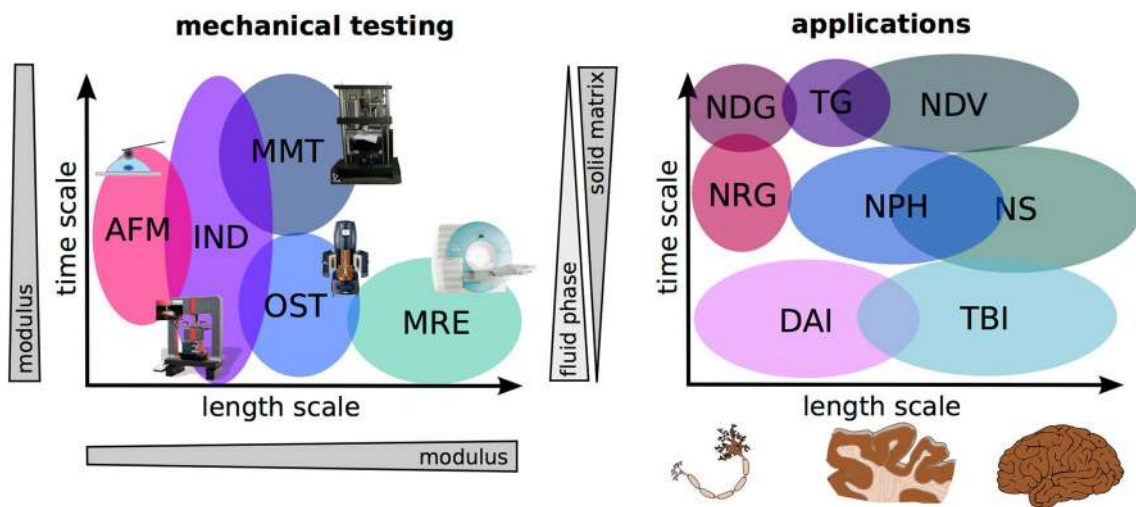 mechanical testing
modulus
time scale
AFM
IND
MMT
OST
MRE
length scale
modulus
fluid phase
solid matrix
applications
time scale
NDG
TG
NDV
NRG
NPH
NS
DAI
TBI
length scale